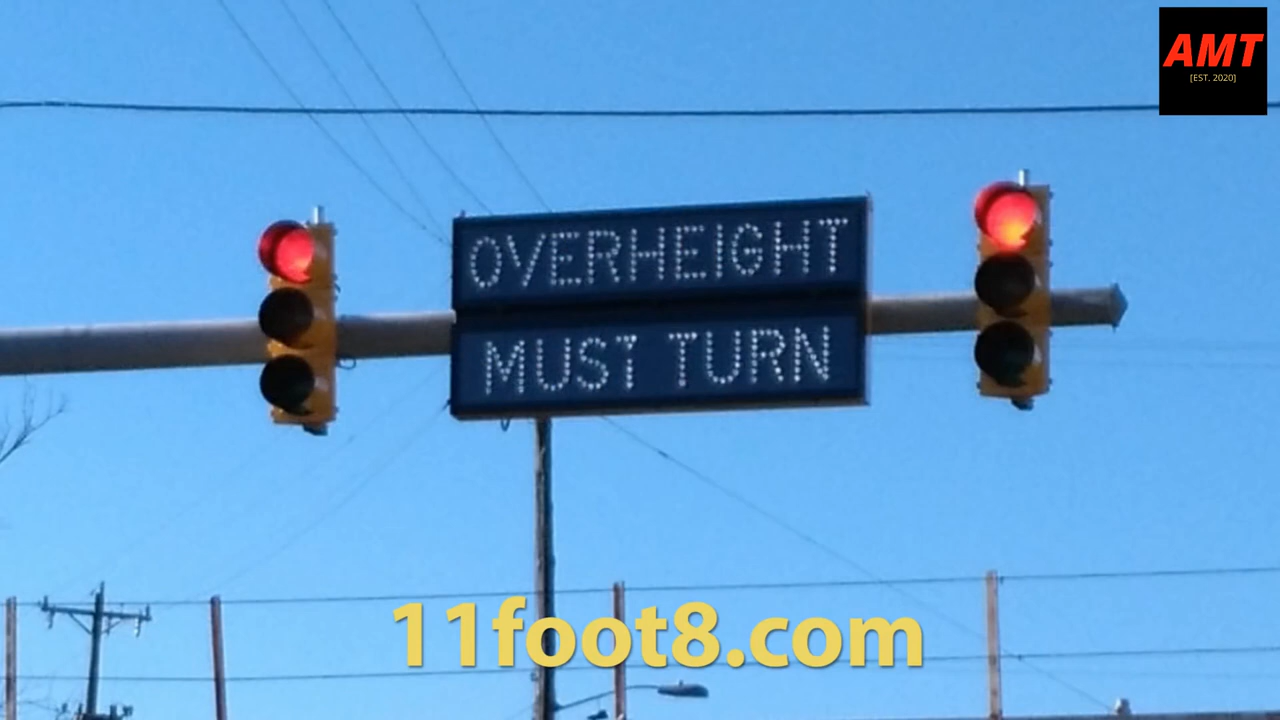 AMT
[EST. 2020]
OVERHEIGHT
MUST TURN
11foot8.com